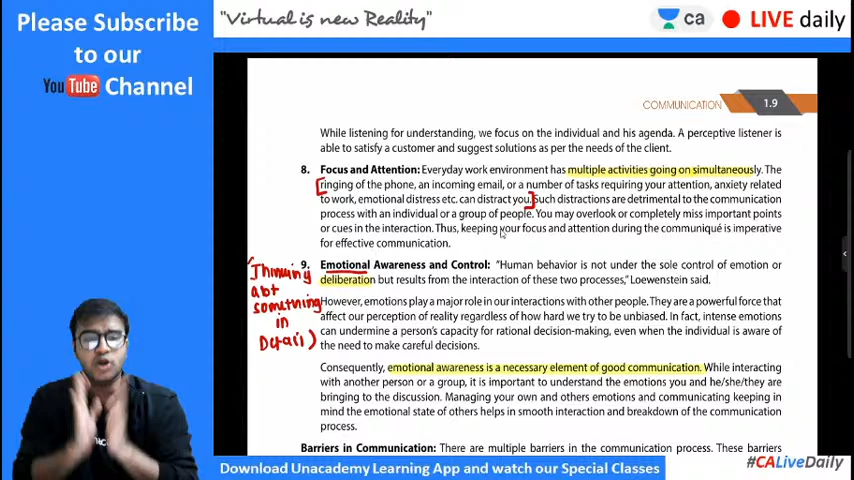 Please Subscribe
to our
YouTube Channel
"Virtual is new Reality"
ca
LIVE daily
COMMUNICATION
1.9
While listening for understanding, we focus on the individual and his agenda. A perceptive listener is
able to satisfy a customer and suggest solutions as per the needs of the client.
8. Focus and Attention: Everyday work environment has multiple activities going on simultaneously. The
ringing of the phone, an incoming email, or a number of tasks requiring your attention, anxiety related
to work, emotional distress etc. can distract you. Such distractions are detrimental to the communication
process with an individual or a group of people. You may overlook or completely miss important points
or cues in the interaction. Thus, keeping your focus and attention during the communiqué is imperative
for effective communication.
9. Emotional Awareness and Control: "Human behavior is not under the sole control of emotion or
deliberation but results from the interaction of these two processes," Loewenstein said.
However, emotions play a major role in our interactions with other people. They are a powerful force that
affect our perception of reality regardless of how hard we try to be unbiased. In fact, intense emotions
can undermine a person's capacity for rational decision-making, even when the individual is aware of
the need to make careful decisions.
(Thinking
abt
something
in
Detail)
Consequently, emotional awareness is a necessary element of good communication. While interacting
with another person or a group, it is important to understand the emotions you and he/she/they are
bringing to the discussion. Managing your own and others emotions and communicating keeping in
mind the emotional state of others helps in smooth interaction and breakdown of the communication
process.
Barriers in Communication: There are multiple barriers in the communication process. These barriers
Download Unacademy Learning App and watch our Special Classes
#CALiveDaily